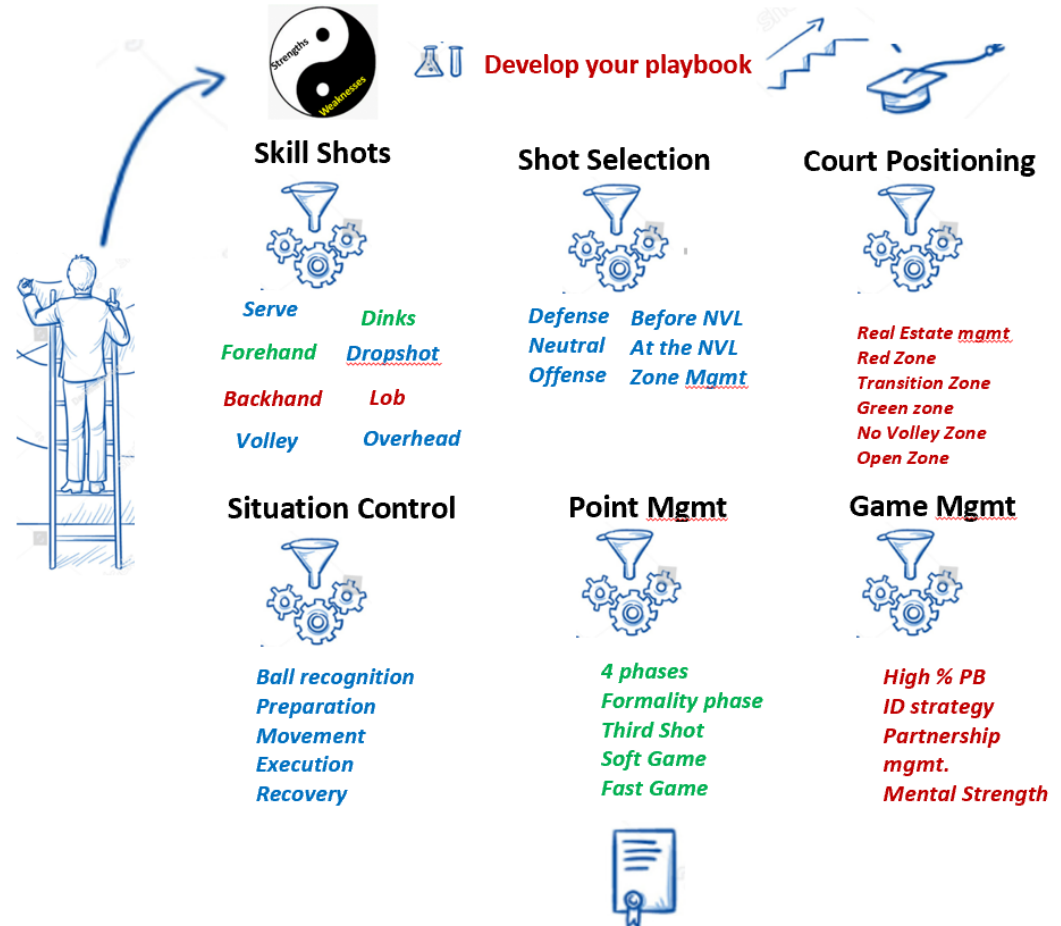 Strengths
Weaknesses
Develop your playbook
Skill Shots
Serve
Dinks
Forehand
Dropshot
Backhand
Lob
Volley
Overhead
Shot Selection
Defense
Before NVL
Neutral
At the NVL
Offense
Zone Mgmt
Court Positioning
Real Estate mgmt
Red Zone
Transition Zone
Green zone
No Volley Zone
Open Zone
Situation Control
Ball recognition
Preparation
Movement
Execution
Recovery
Point Mgmt
4 phases
Formality phase
Third Shot
Soft Game
Fast Game
Game Mgmt
High % PB
ID strategy
Partnership
mgmt.
Mental Strength